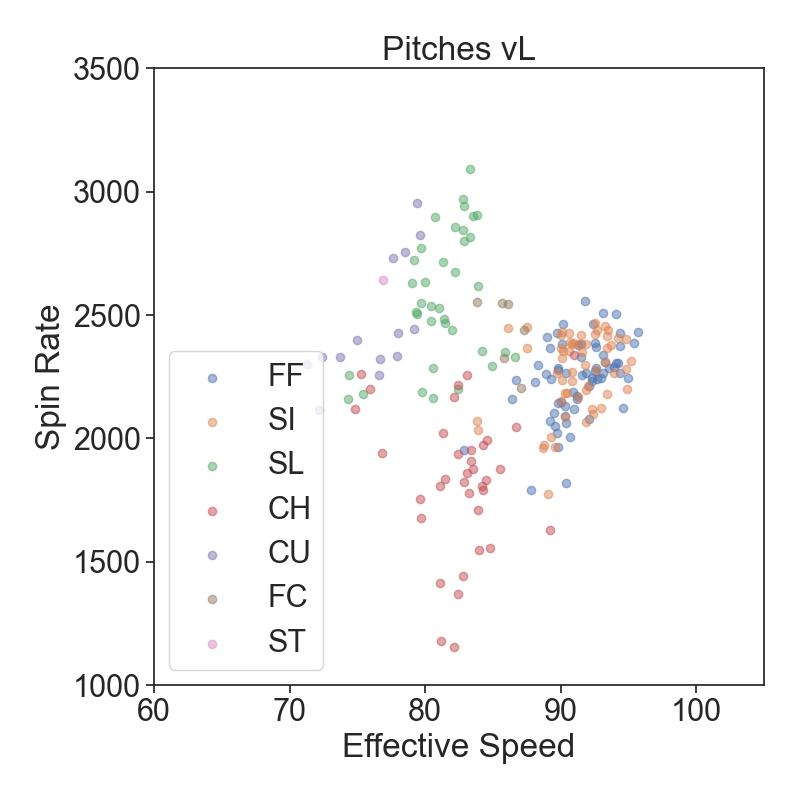 Pitches vL
3500
3000
2500
2000
1500
1000
Spin Rate
FF
SI
SL
CH
CU
FC
ST
60
70
80
90
100
Effective Speed